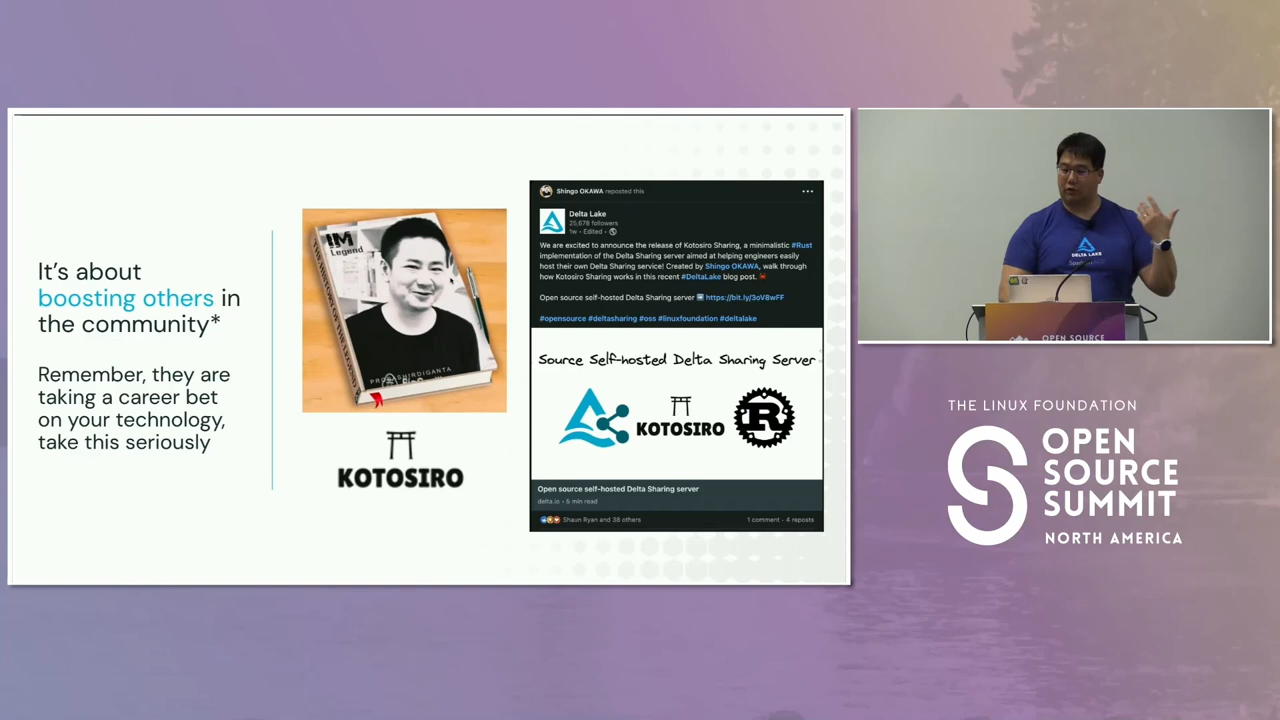 It's about
boosting others in
the community*
Remember, they are
taking a career bet
on your technology,
take this seriously
IM
Legend
KOTOSIRO
Shingo OKAWA reposted this
Delta Lake
25,678 followers
1w • Edited •
We are excited to announce the release of Kotosiro Sharing, a minimalistic #Rust
implementation of the Delta Sharing server aimed at helping engineers easily
host their own Delta Sharing service! Created by Shingo OKAWA, walk through
how Kotosiro Sharing works in this recent #DeltaLake blog post.
Open source self-hosted Delta Sharing server ➡️ https://bit.ly/3oV8wFF
#opensource #deltasharing #oss #linuxfoundation #deltalake
Source Self-hosted Delta Sharing Server
KOTOSIRO
R
Open source self-hosted Delta Sharing server
delta.io • 5 min read
Shaun Ryan and 38 others
1 comment • 4 reposts
DELTA LAKE
OPEN SOURCE
THE LINUX FOUNDATION
OPEN
SOURCE
SUMMIT
NORTH AMERICA